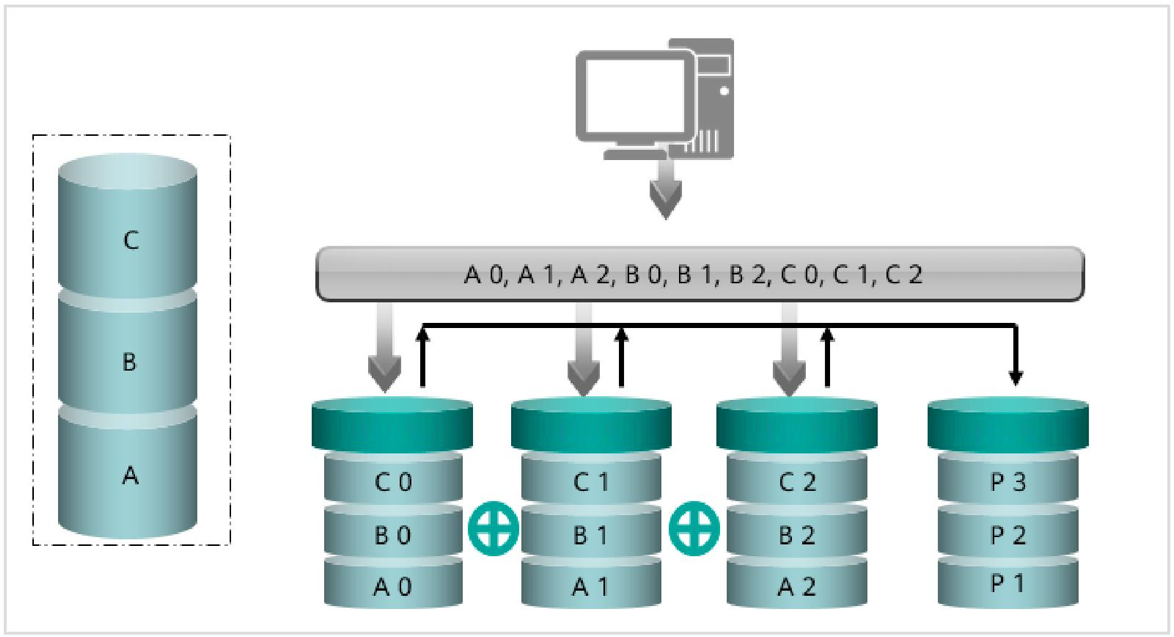 A 0, A 1, A 2, B 0, B 1, B 2, C 0, C 1, C 2
C
B
A
C 0 C 1 C 2 P 3
B 0 B 1 B 2 P 2
A 0 A 1 A 2 P 1